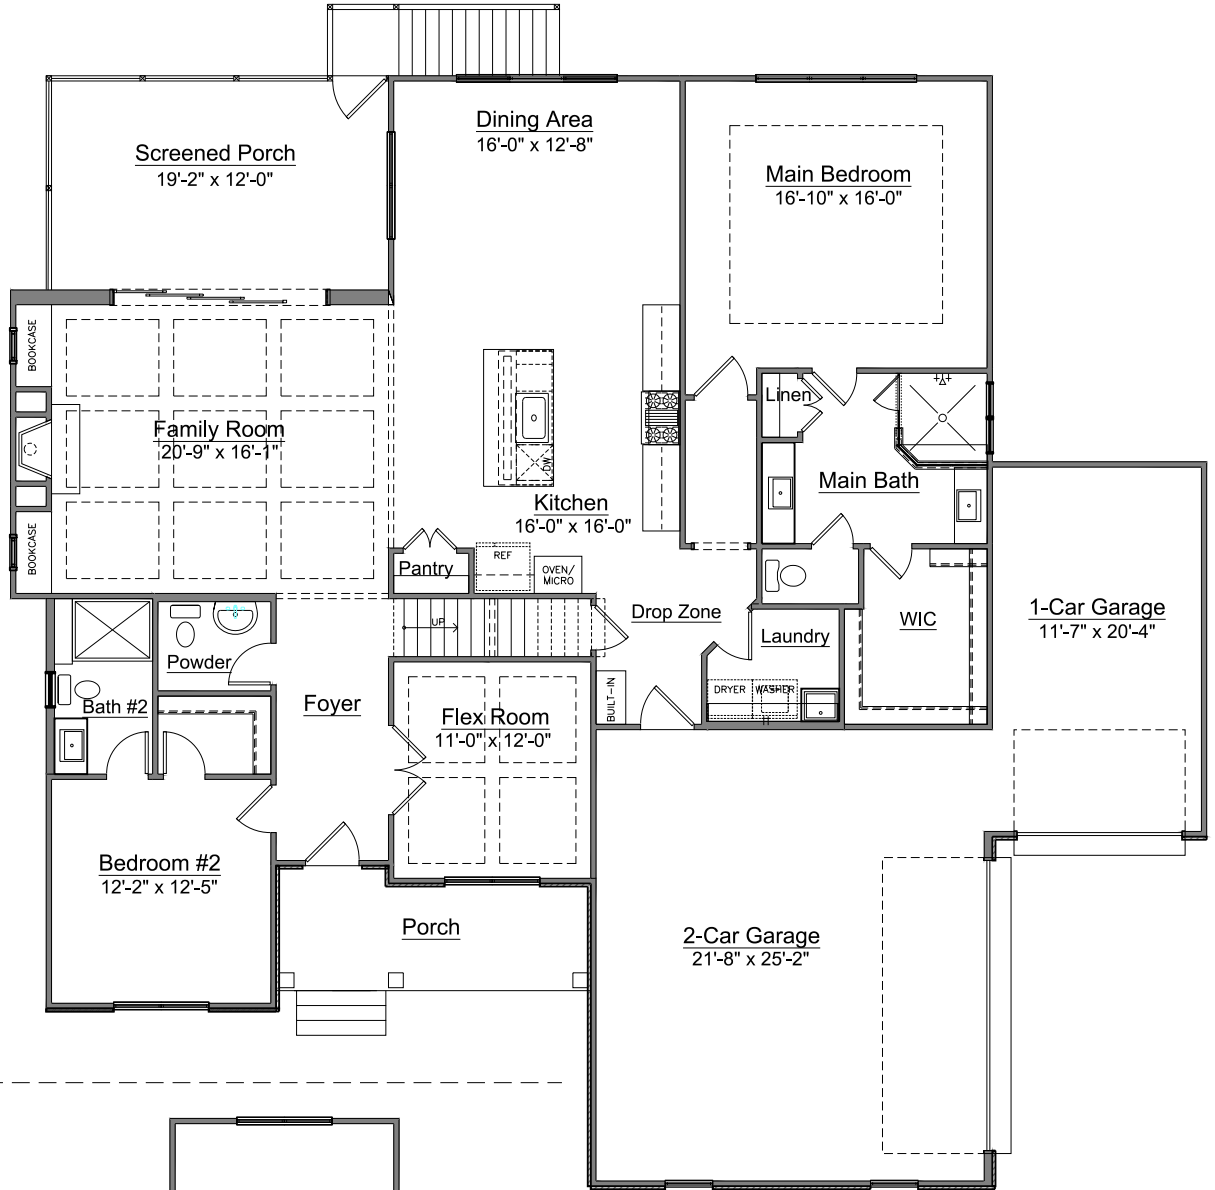 Dining Area
16'-0" x 12'-8"
Screened Porch
19'-2" x 12'-0"
Main Bedroom
16'-10" x 16'-0"
BOOKCASE
Linen
Family Room
20'-9" x 16'-1"
DW
Main Bath
Kitchen
16'-0" x 16'-0"
BOOKCASE
REF
OVEN/
MICRO
Pantry
UP
Drop Zone
Laundry
WIC
1-Car Garage
11'-7" x 20'-4"
Powder
Bath #2
Foyer
Flex Room
11'-0" x 12'-0"
BUILT-IN
DRYER
WASHER
Bedroom #2
12'-2" x 12'-5"
Porch
2-Car Garage
21'-8" x 25'-2"